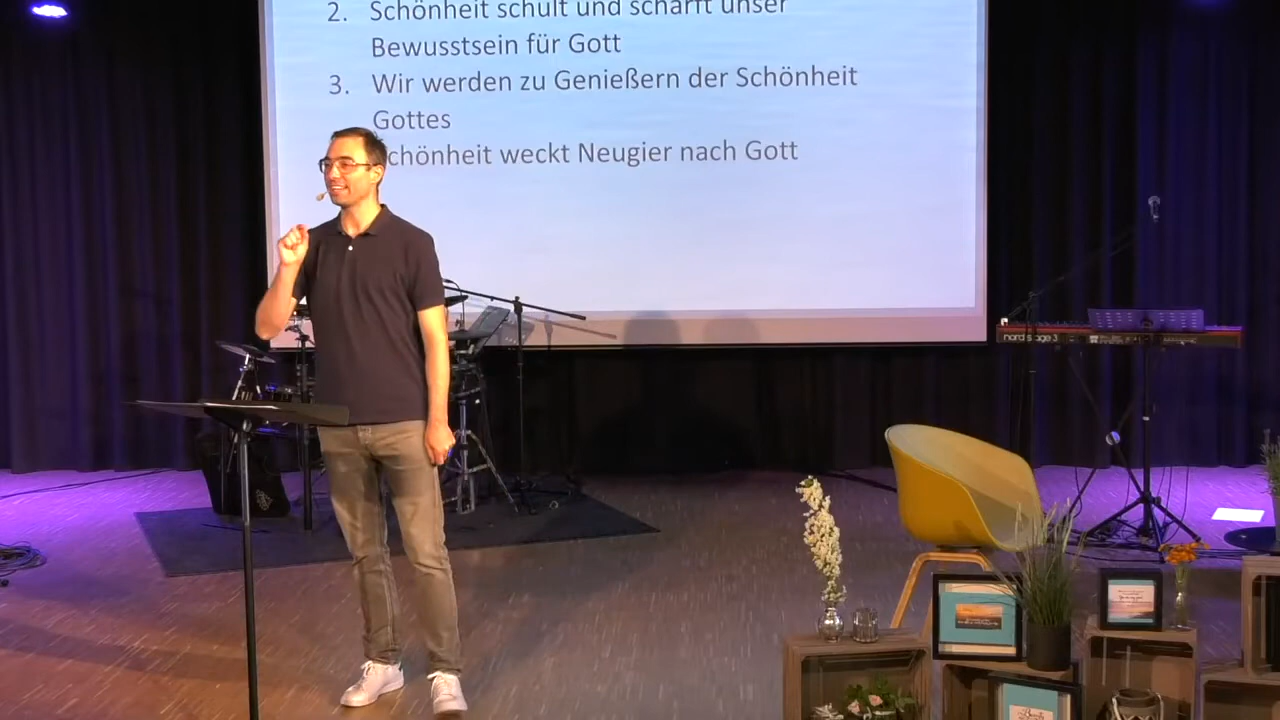 2. Schönheit schult und schärft unser
Bewusstsein für Gott
3. Wir werden zu Genießern der Schönheit
Gottes
chönheit weckt Neugier nach Gott
nord stage 3